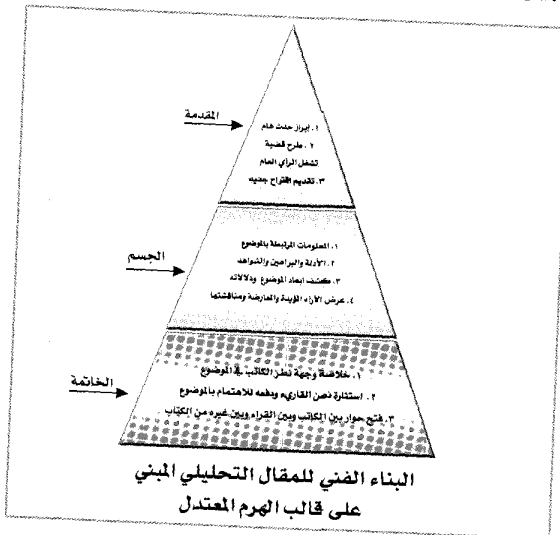 المقدمة
١. إبراز حدث هام
٢. طرح قضية
تشغل الرأي العام
٣. تقديم اقتراح جديد
الجسم
١. المعلومات المرتبطة بالموضوع
٢. الأدلة والبراهين والشواهد
٣. كشف أبعاد الموضوع ودلالاته
٤. عرض الآراء المؤيدة والمعارضة ومناقشتها
الخاتمة
١. خلاصة وجهة نظر الكاتب في الموضوع
٢. استثارة نص القاريء ودفعه للاهتمام بالموضوع
٣. فتح حوار بين الكاتب وبين القراء وبين غيره من الكتاب
البناء الفني للمقال التحليلي المبني
على قالب الهرم المعتدل